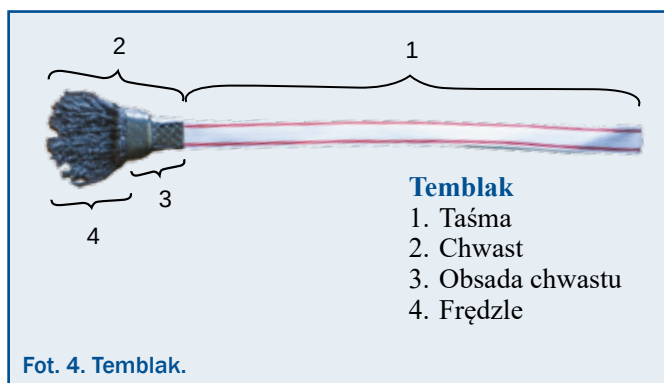 2
1
3
4
Temblak
1. Taśma
2. Chwast
3. Obsada chwastu
4. Frędzle
Fot. 4. Temblak.